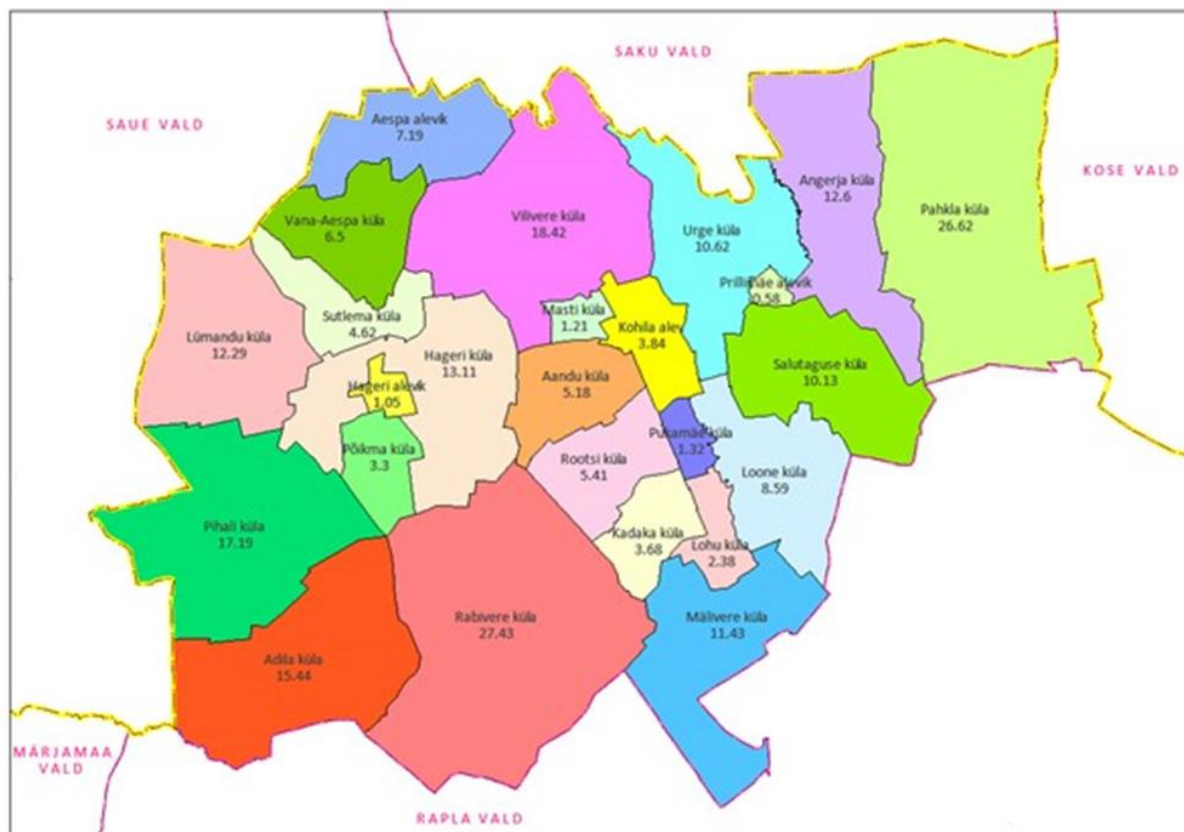 SAKU VALD
SAUE VALD
KOSE VALD
Aespa alevik
7.19
Vana-Aespa küla
6.5
Vilivere küla
18.42
Urge küla
10.62
Angerja küla
12.6
Pahkla küla
26.62
Prillimäe alevik
0.58
Sutlema küla
4.62
Masti küla
1.21
Kohila alev
3.84
Lümandu küla
12.29
Hageri küla
13.11
Hageri alevik
1.05
Aandu küla
5.18
Salutaguse küla
10.13
Põikma küla
3.3
Pukamäe küla
1.32
Rootsi küla
5.41
Loone küla
8.59
Pihali küla
17.19
Kadaka küla
3.68
Lohu küla
2.38
Rabivere küla
27.43
Mälivere küla
11.43
Adila küla
15.44
MÄRJAMAA
VALD
RAPLA VALD